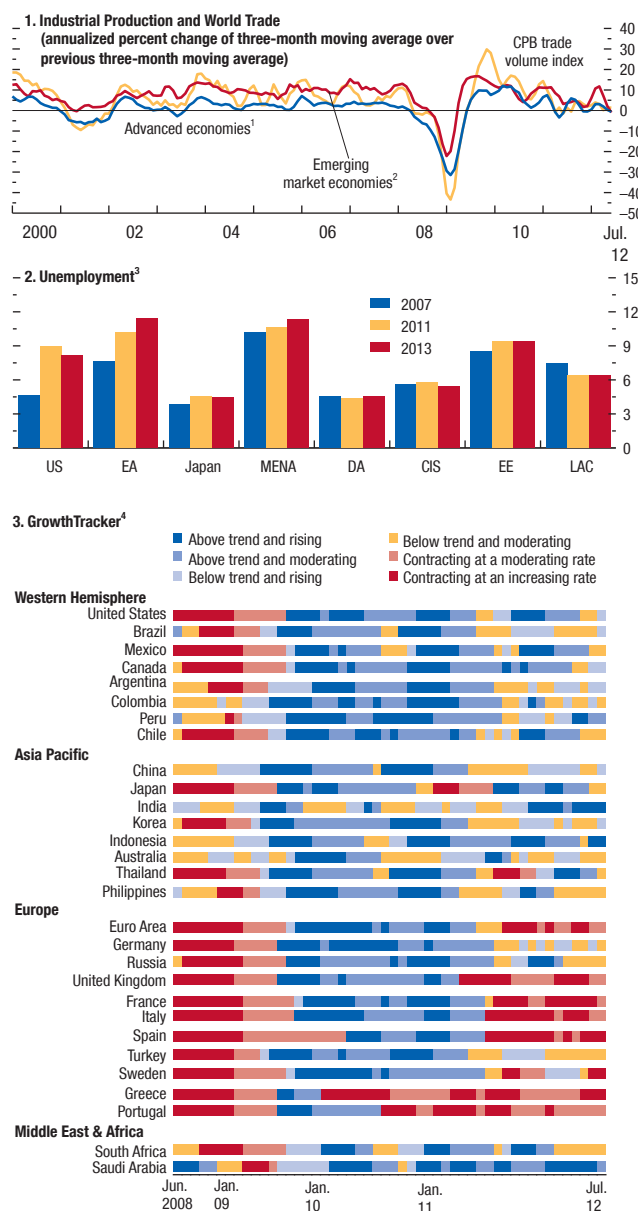 1. Industrial Production and World Trade
(annualized percent change of three-month moving average over
previous three-month moving average)
CPB trade
volume index
Advanced economies1
Emerging
market economies2
40
30
20
10
0
–10
–20
–30
–40
–50
2000
02
04
06
08
10
Jul.
12
2. Unemployment3
2007
2011
2013
15
12
9
6
3
0
US
EA
Japan
MENA
DA
CIS
EE
LAC
3. GrowthTracker4
Above trend and rising
Below trend and moderating
Above trend and moderating
Contracting at a moderating rate
Below trend and rising
Contracting at an increasing rate
Western Hemisphere
United States
Brazil
Mexico
Canada
Argentina
Colombia
Peru
Chile
Asia Pacific
China
Japan
India
Korea
Indonesia
Australia
Thailand
Philippines
Europe
Euro Area
Germany
Russia
United Kingdom
France
Italy
Spain
Turkey
Sweden
Greece
Portugal
Middle East & Africa
South Africa
Saudi Arabia
Jun.
2008
Jan.
09
Jan.
10
Jan.
11
Jul.
12